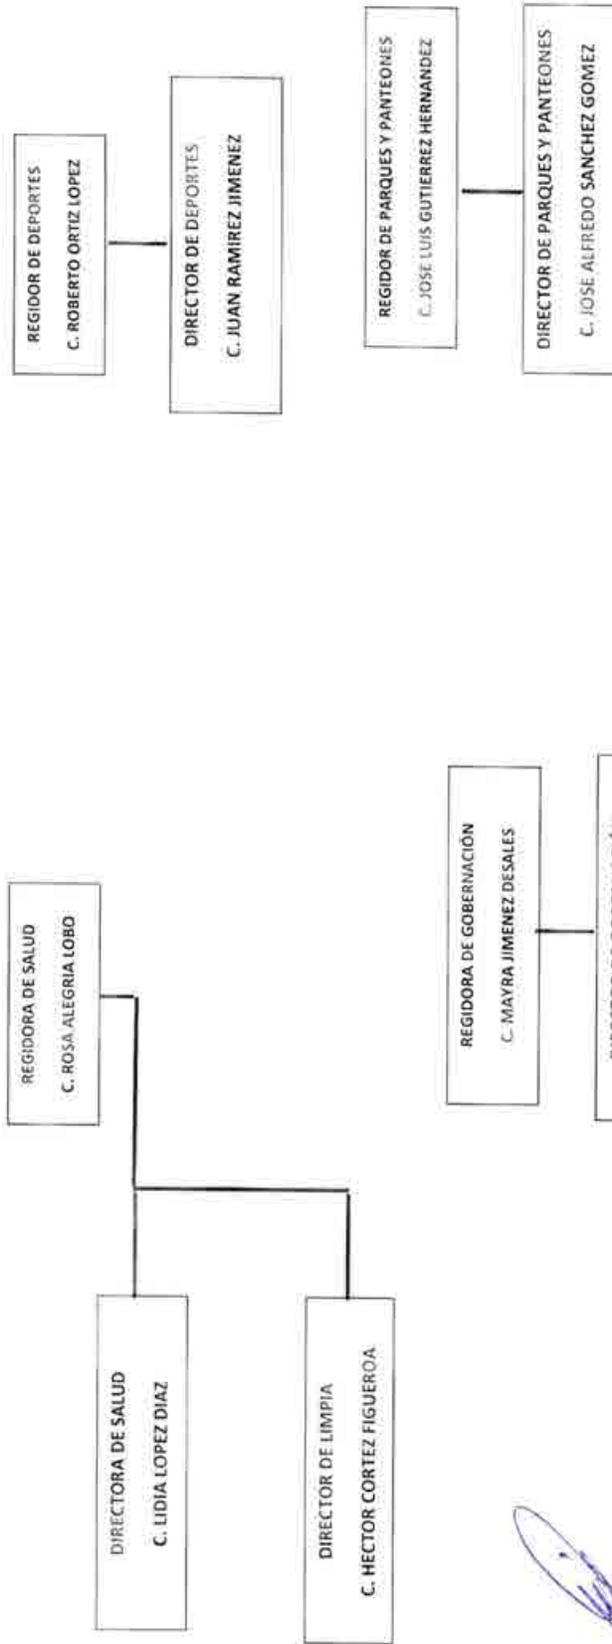 REGIDORA DE SALUD
C. ROSA ALEGRIA LOBO
DIRECTORA DE SALUD
C. LIDIA LOPEZ DIAZ
DIRECTOR DE LIMPIA
C. HECTOR CORTEZ FIGUEROA
REGIDORA DE GOBERNACIÓN
C. MAYRA JIMENEZ DESALES
REGIDOR DE DEPORTES
C. ROBERTO ORTIZ LOPEZ
DIRECTOR DE DEPORTES
C. JUAN RAMIREZ JIMENEZ
REGIDOR DE PARQUES Y PANTEONES
C. JOSE LUIS GUTIERREZ HERNANDEZ
DIRECTOR DE PARQUES Y PANTEONES
C. JOSE ALFREDO SANCHEZ GOMEZ